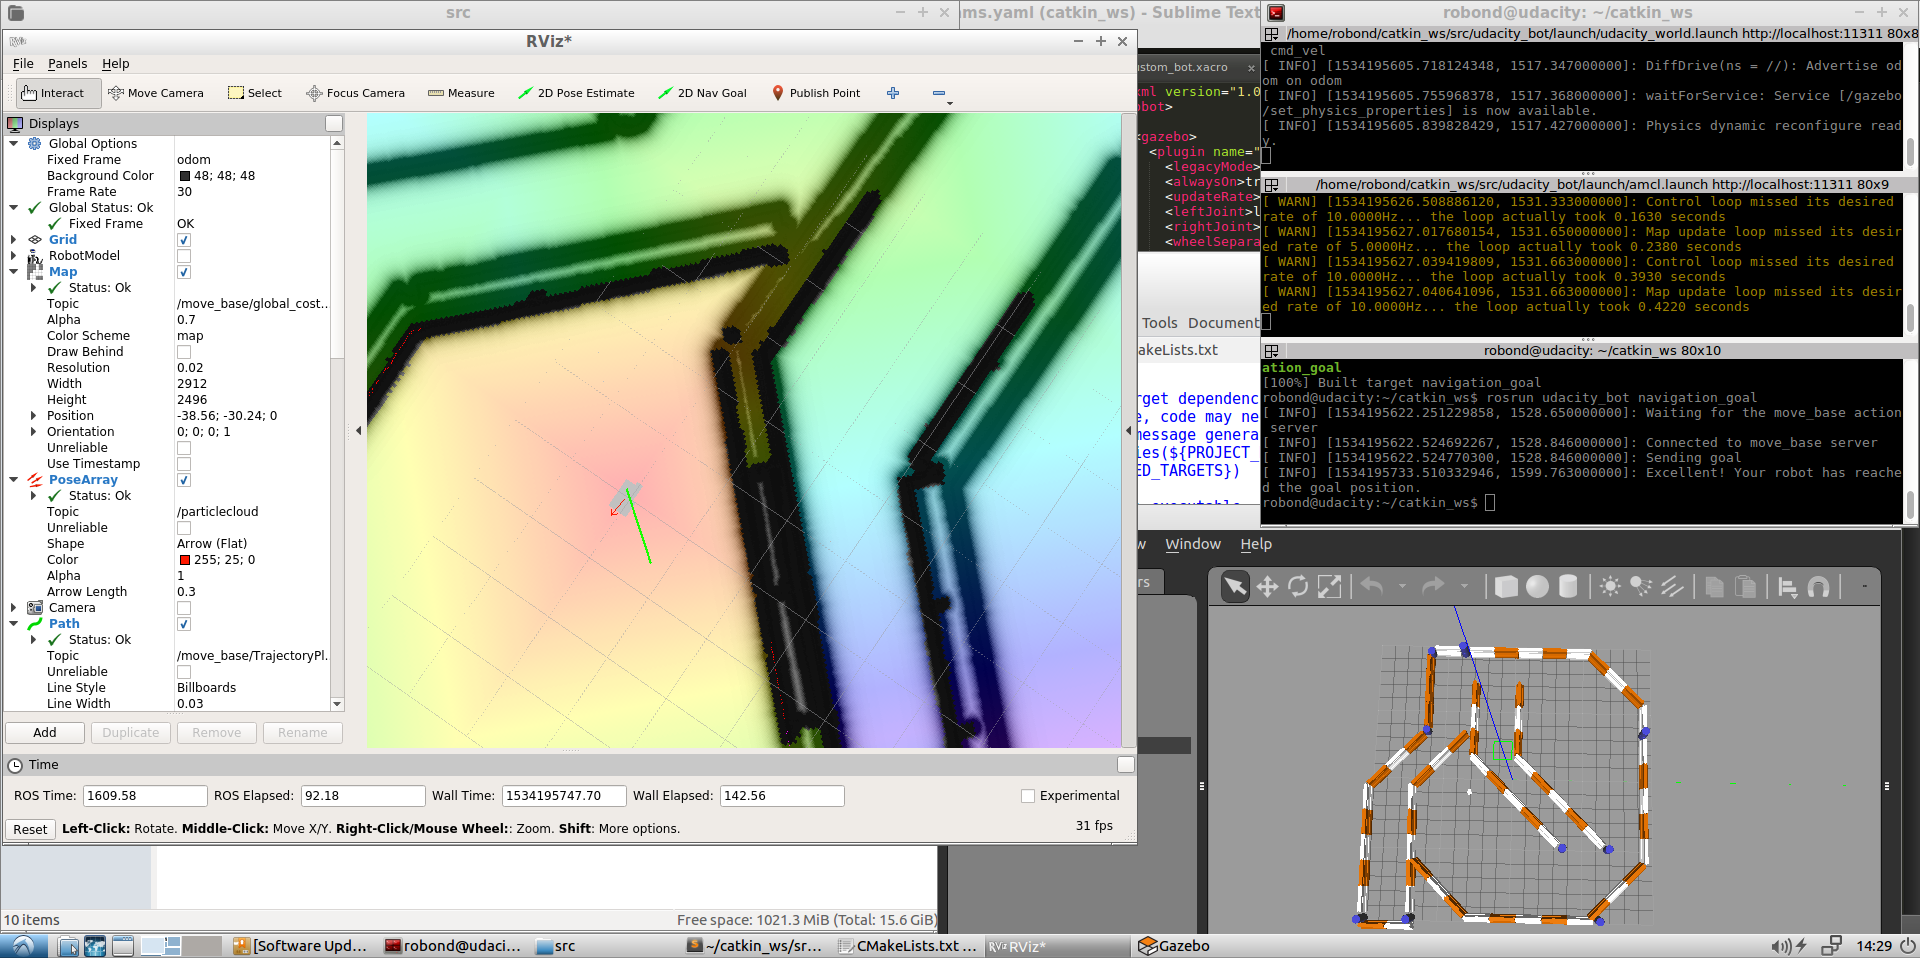 src
ms.yaml (catkin_ws) - Sublime Text
robond@udacity: ~/catkin_ws
RViz*
File Panels Help
Interact Move Camera Select Focus Camera Measure 2D Pose Estimate 2D Nav Goal Publish Point
Displays
Global Options
Fixed Frame odom
Background Color 48; 48; 48
Frame Rate 30
Global Status: Ok
Fixed Frame OK
Grid
RobotModel
Map
Status: Ok
Topic /move_base/global_cost...
Alpha 0.7
Color Scheme map
Draw Behind
Resolution 0.02
Width 2912
Height 2496
Position -38.56; -30.24; 0
Orientation 0; 0; 0; 1
Unreliable
Use Timestamp
PoseArray
Status: Ok
Topic /particlecloud
Unreliable
Shape Arrow (Flat)
Color 255; 25; 0
Alpha 1
Arrow Length 0.3
Camera
Path
Status: Ok
Topic /move_base/TrajectoryPl...
Unreliable
Line Style Billboards
Line Width 0.03
Add Duplicate Remove Rename
Time
ROS Time: 1609.58 ROS Elapsed: 92.18 Wall Time: 1534195747.70 Wall Elapsed: 142.56 Experimental
Reset Left-Click: Rotate. Middle-Click: Move X/Y. Right-Click/Mouse Wheel:: Zoom. Shift: More options. 31 fps
stom_bot.xacro
xml version="1.0
obot>
gazebo>
<plugin name="
<legacyMode>
<alwaysOn>tr
<updateRate>
<leftJoint>l
<rightJoint>
<wheelSepara
Tools Document
akeLists.txt
rget dependenc
e, code may ne
message genera
ies(${PROJECT_
ED_TARGETS})
/home/robond/catkin_ws/src/udacity_bot/launch/udacity_world.launch http://localhost:11311 80x8
cmd_vel
[ INFO] [1534195605.718124348, 1517.347000000]: DiffDrive(ns = //): Advertise od
om on odom
[ INFO] [1534195605.755968378, 1517.368000000]: waitForService: Service [/gazebo
/set_physics_properties] is now available.
[ INFO] [1534195605.839828429, 1517.427000000]: Physics dynamic reconfigure read
y.
/home/robond/catkin_ws/src/udacity_bot/launch/amcl.launch http://localhost:11311 80x9
[ WARN] [1534195626.508886120, 1531.333000000]: Control loop missed its desired
rate of 10.0000Hz... the loop actually took 0.1630 seconds
[ WARN] [1534195627.017680154, 1531.650000000]: Map update loop missed its desir
ed rate of 5.0000Hz... the loop actually took 0.2380 seconds
[ WARN] [1534195627.039419809, 1531.663000000]: Control loop missed its desired
rate of 10.0000Hz... the loop actually took 0.3930 seconds
[ WARN] [1534195627.040641096, 1531.663000000]: Map update loop missed its desir
ed rate of 10.0000Hz... the loop actually took 0.4220 seconds
robond@udacity: ~/catkin_ws 80x10
ation_goal
[100%] Built target navigation_goal
robond@udacity:~/catkin_ws$ rosrun udacity_bot navigation_goal
[ INFO] [1534195622.251229858, 1528.650000000]: Waiting for the move_base action
server
[ INFO] [1534195622.524692267, 1528.846000000]: Connected to move_base server
[ INFO] [1534195622.524770300, 1528.846000000]: Sending goal
[ INFO] [1534195733.510332946, 1599.763000000]: Excellent! Your robot has reache
d the goal position.
robond@udacity:~/catkin_ws$
w Window Help
rs
10 items Free space: 1021.3 MiB (Total: 15.6 GiB)
[Software Upd... robond@udaci... src ~/catkin_ws/sr... CMakeLists.txt ... RViz RViz* Gazebo 14:29